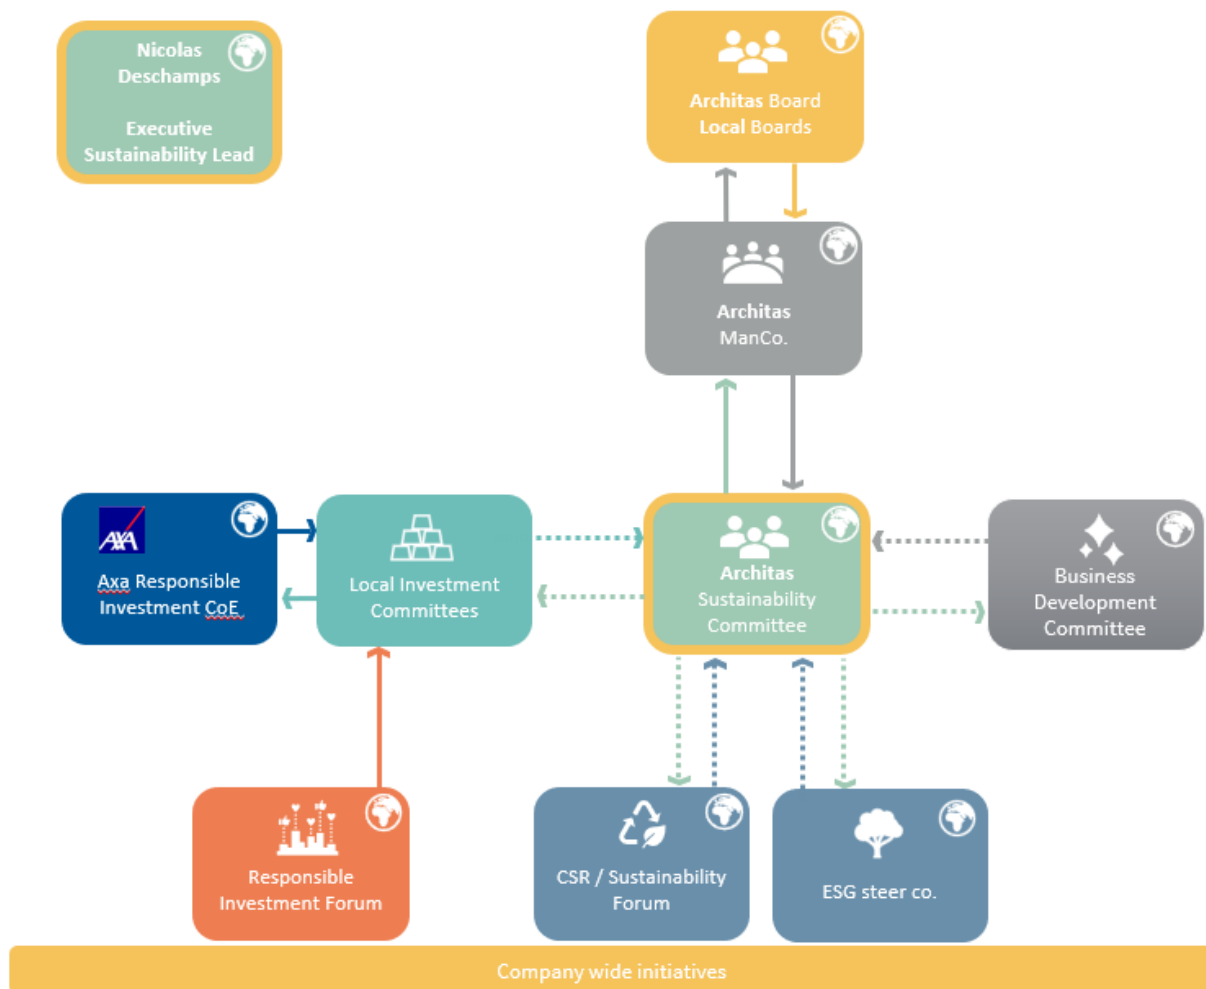 Nicolas
Deschamps
Executive
Sustainability Lead
Architas Board
Local Boards
Architas
ManCo.
AXA
Axa Responsible
Investment CoE
Local Investment
Committees
Architas
Sustainability
Committee
Business
Development
Committee
Responsible
Investment Forum
CSR / Sustainability
Forum
ESG steer co.
Company wide initiatives